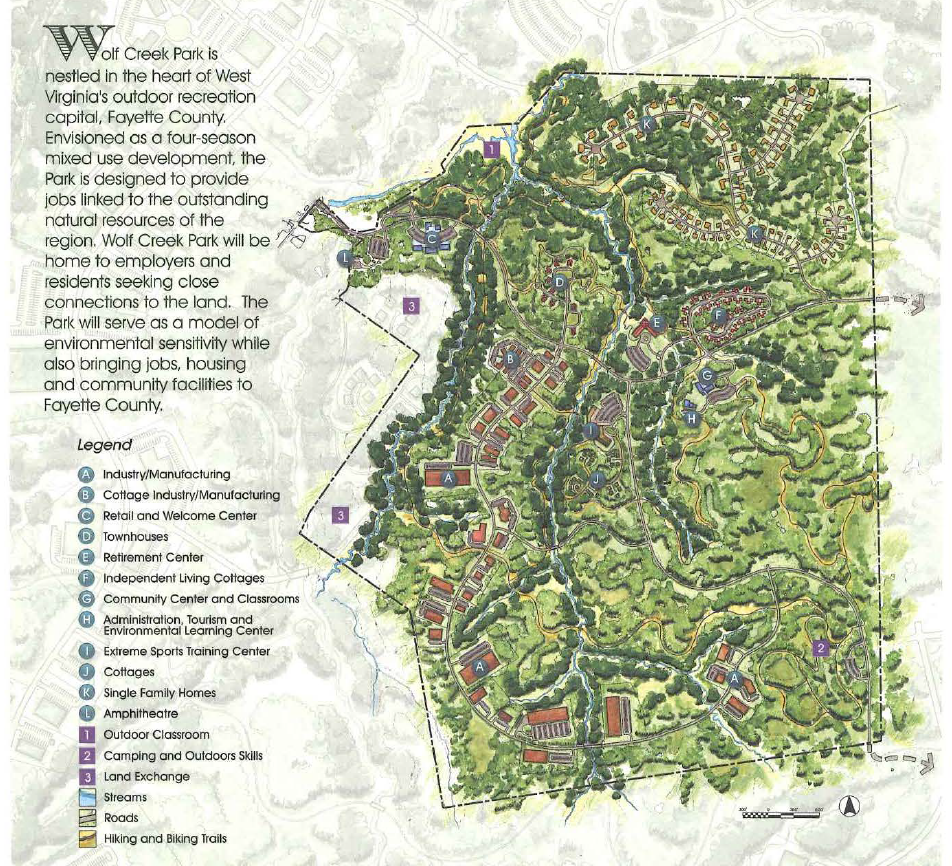 Wolf Creek Park is
nestled in the heart of West
Virginia's outdoor recreation
capital, Fayette County.
Envisioned as a four-season
mixed use development, the
Park is designed to provide
jobs linked to the outstanding
natural resources of the
region. Wolf Creek Park will be
home to employers and
residents seeking close
connections to the land. The
Park will serve as a model of
environmental sensitivity while
also bringing jobs, housing
and community facilities to
Fayette County.
Legend
A Industry/Manufacturing
B Cottage Industry/Manufacturing
C Retail and Welcome Center
D Townhouses
E Retirement Center
F Independent Living Cottages
G Community Center and Classrooms
H Administration, Tourism and
Environmental Learning Center
I Extreme Sports Training Center
J Cottages
K Single Family Homes
L Amphitheatre
1 Outdoor Classroom
2 Camping and Outdoors Skills
3 Land Exchange
Streams
Roads
Hiking and Biking Trails
K
1
K
C
L
D
3
F
E
B
G
H
I
A
J
3
2
A
A